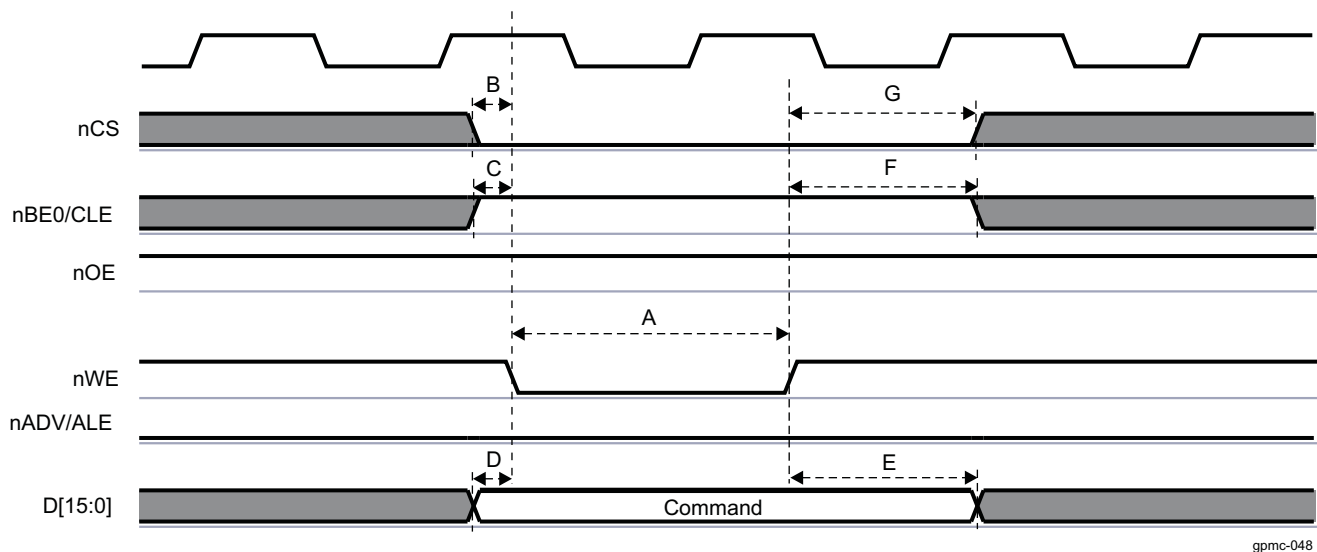 B
G
nCS
C
F
nBE0/CLE
nOE
A
nWE
nADV/ALE
D
E
D[15:0]
Command
gpmc-048